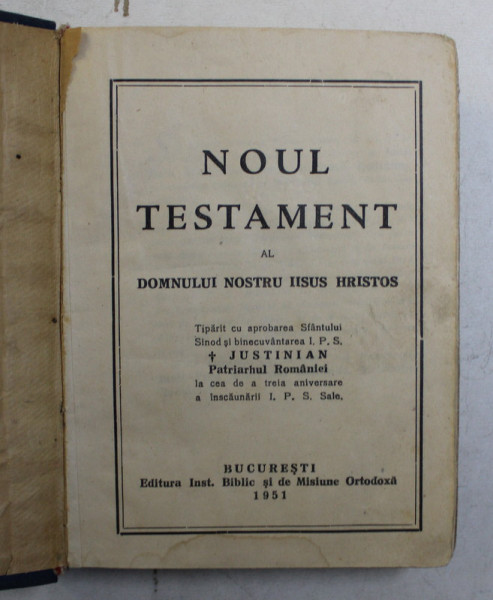 NOUL
TESTAMENT
AL
DOMNULUI NOSTRU IISUS HRISTOS
Tipărit cu aprobarea Sfântului
Sinod și binecuvântarea I. P. S.
† JUSTINIAN
Patriarhul României
la cea de a treia aniversare
a înscăunării I. P. S. Sale.
BUCUREȘTI
Editura Inst. Biblic și de Misiune Ortodoxă
1951